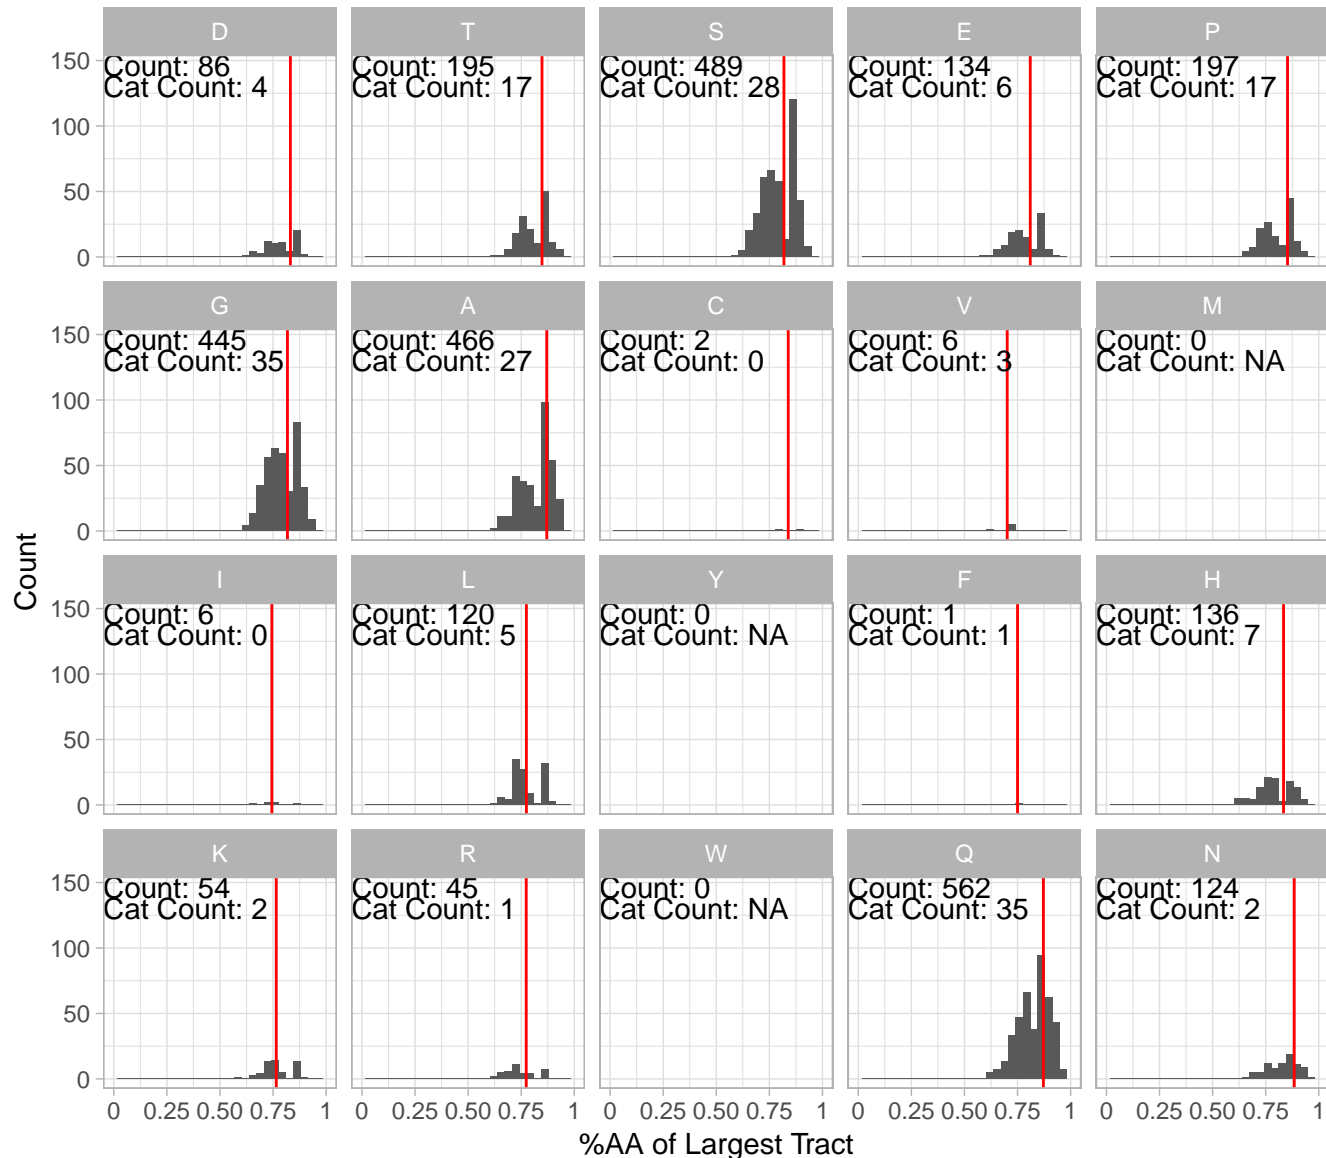 D
T
S
E
P
Count: 86
Cat Count: 4
Count: 195
Cat Count: 17
Count: 489
Cat Count: 28
Count: 134
Cat Count: 6
Count: 197
Cat Count: 17
150
100
50
0
G
A
C
V
M
Count: 445
Cat Count: 35
Count: 466
Cat Count: 27
Count: 2
Cat Count: 0
Count: 6
Cat Count: 3
Count: 0
Cat Count: NA
150
100
50
0
Count
I
L
Y
F
H
Count: 6
Cat Count: 0
Count: 120
Cat Count: 5
Count: 0
Cat Count: NA
Count: 1
Cat Count: 1
Count: 136
Cat Count: 7
150
100
50
0
K
R
W
Q
N
Count: 54
Cat Count: 2
Count: 45
Cat Count: 1
Count: 0
Cat Count: NA
Count: 562
Cat Count: 35
Count: 124
Cat Count: 2
150
100
50
0
0 0.25 0.50 0.75 1
0 0.25 0.50 0.75 1
0 0.25 0.50 0.75 1
0 0.25 0.50 0.75 1
0 0.25 0.50 0.75 1
%AA of Largest Tract